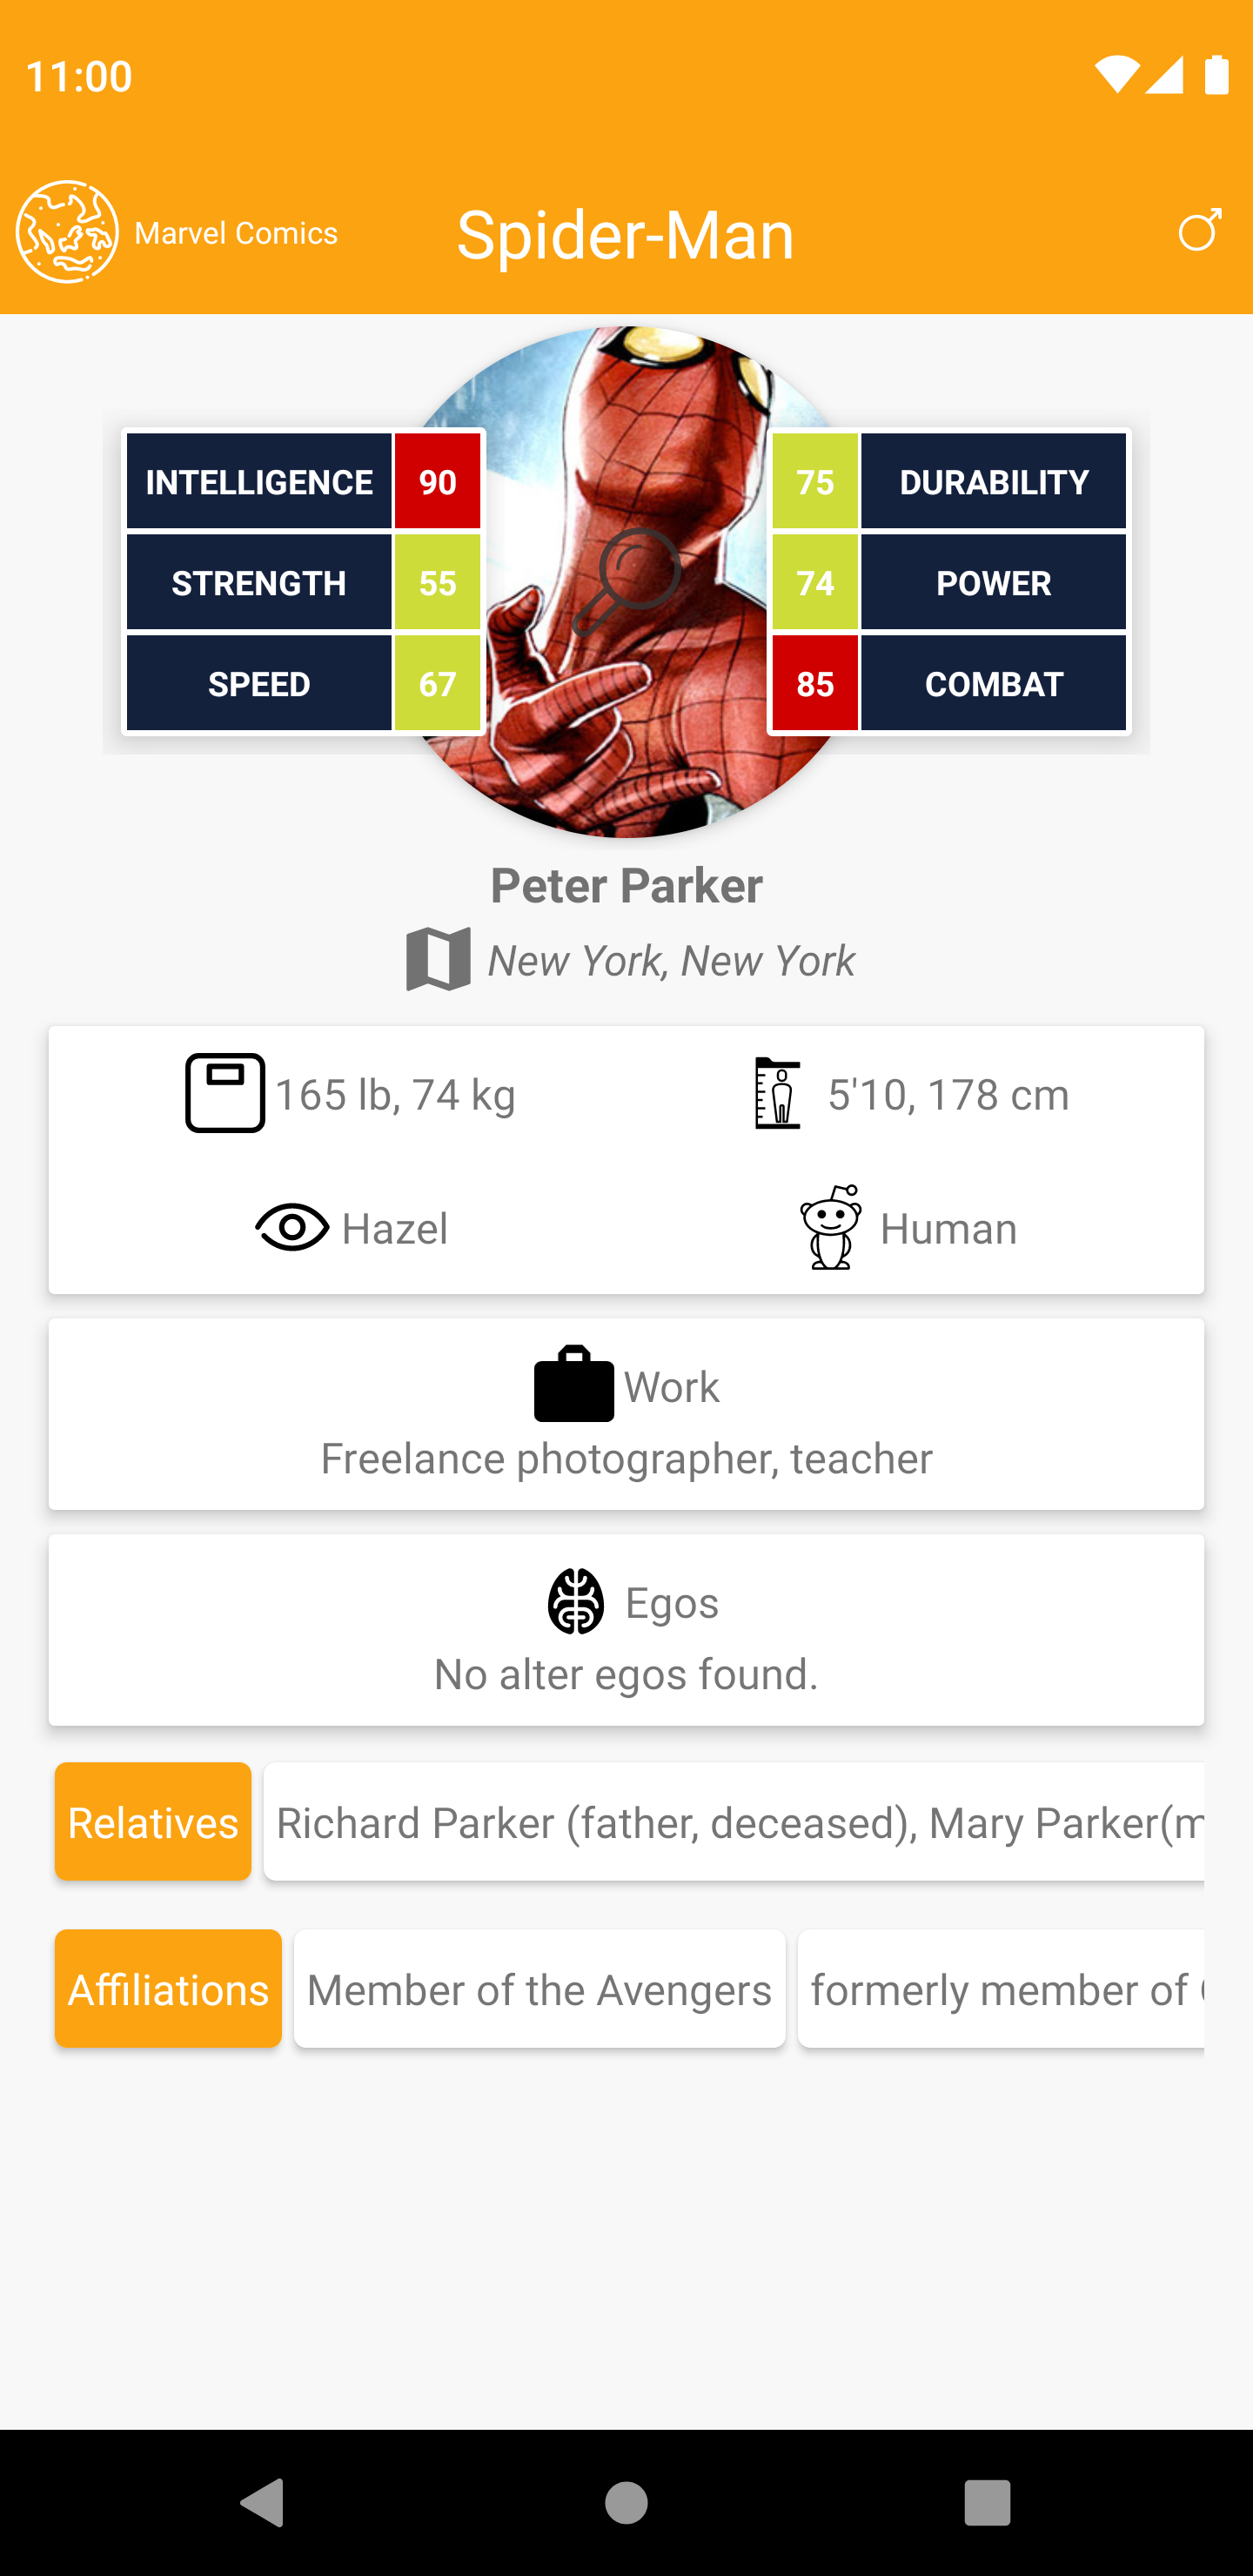 11:00
Marvel Comics
Spider-Man
INTELLIGENCE 90
STRENGTH 55
SPEED 67
75 DURABILITY
74 POWER
85 COMBAT
Peter Parker
New York, New York
165 lb, 74 kg
5'10, 178 cm
Hazel
Human
Work
Freelance photographer, teacher
Egos
No alter egos found.
Relatives
Richard Parker (father, deceased), Mary Parker(m
Affiliations
Member of the Avengers
formerly member of